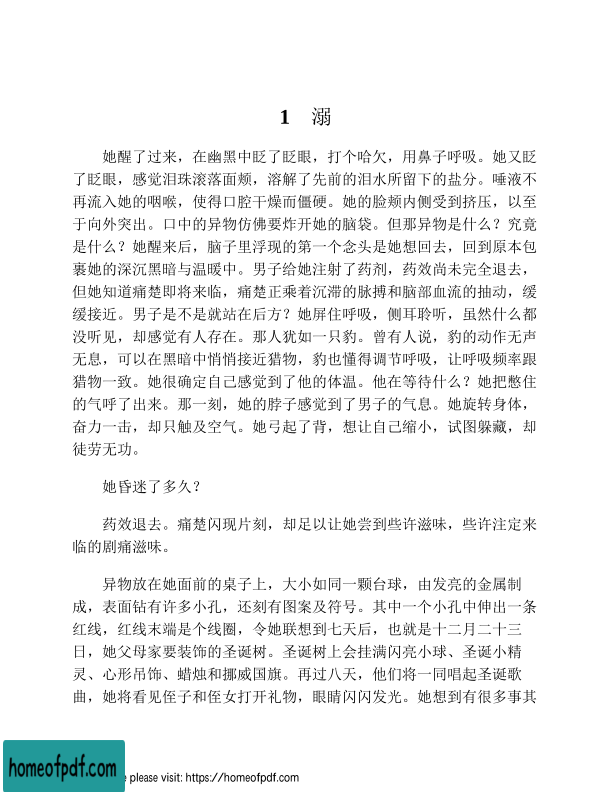 1 溺
她醒了过来，在幽黑中眨了眨眼，打个哈欠，用鼻子呼吸。她又眨
了眨眼，感觉泪珠滚落面颊，溶解了先前的泪水所留下的盐分。唾液不
再流入她的咽喉，使得口腔干燥而僵硬。她的脸颊内侧受到挤压，以至
于向外突出。口中的异物仿佛要炸开她的脑袋。但那异物是什么？究竟
是什么？她醒来后，脑子里浮现的第一个念头是她想回去，回到原本包
裹她的深沉黑暗与温暖中。男子给她注射了药剂，药效尚未完全退去，
但她知道痛楚即将来临，痛楚正乘着沉滞的脉搏和脑部血流的抽动，缓
缓接近。男子是不是就站在后方？她屏住呼吸，侧耳聆听，虽然什么都
没听见，却感觉有人存在。那人犹如一只豹。曾有人说，豹的动作无声
无息，可以在黑暗中悄悄接近猎物，豹也懂得调节呼吸，让呼吸频率跟
猎物一致。她很确定自己感觉到了他的体温。他在等待什么？她把憋住
的气呼了出来。那一刻，她的脖子感觉到了男子的气息。她旋转身体，
奋力一击，却只触及空气。她弓起了背，想让自己缩小，试图躲藏，却
徒劳无功。
她昏迷了多久？
药效退去。痛楚闪现片刻，却足以让她尝到些许滋味，些许注定来
临的剧痛滋味。
异物放在她面前的桌子上，大小如同一颗台球，由发亮的金属制
成，表面钻有许多小孔，还刻有图案及符号。其中一个小孔中伸出一条
红线，红线末端是个线圈，令她联想到七天后，也就是十二月二十三
日，她父母家要装饰的圣诞树。圣诞树上会挂满闪亮小球、圣诞小精
灵、心形吊饰、蜡烛和挪威国旗。再过八天，他们将一同唱起圣诞歌
曲，她将看见侄子和侄女打开礼物，眼睛闪闪发光。她想到有很多事其
homeofpdf.com
please visit: https://homeofpdf.com